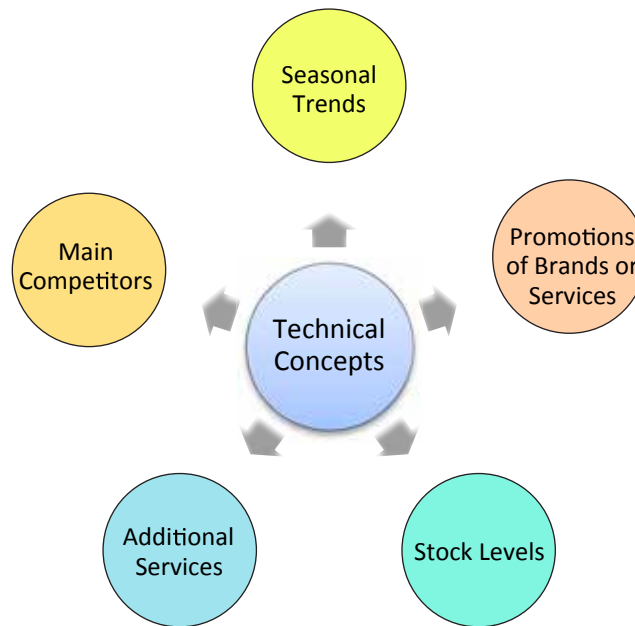 Seasonal
Trends
Promotions
of Brands or
Services
Main
Competitors
Technical
Concepts
Additional
Services
Stock Levels